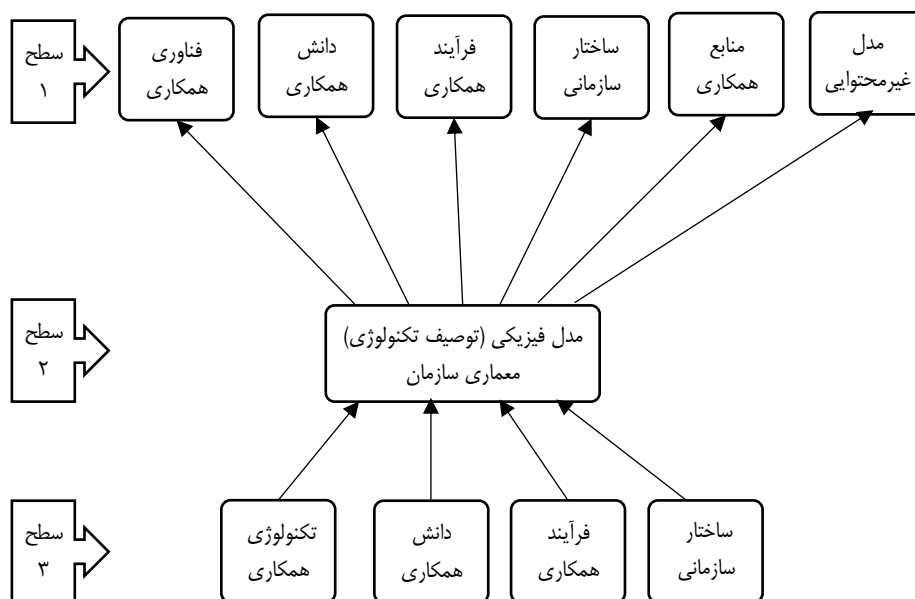 سطح
۱
مدل
غیرمحتوایی
منابع
همکاری
ساختار
سازمانی
فرآیند
همکاری
دانش
همکاری
فناوری
همکاری
سطح
۲
مدل فیزیکی (توصیف تکنولوژی)
معماری سازمان
سطح
۳
ساختار
سازمانی
فرآیند
همکاری
دانش
همکاری
تکنولوژی
همکاری